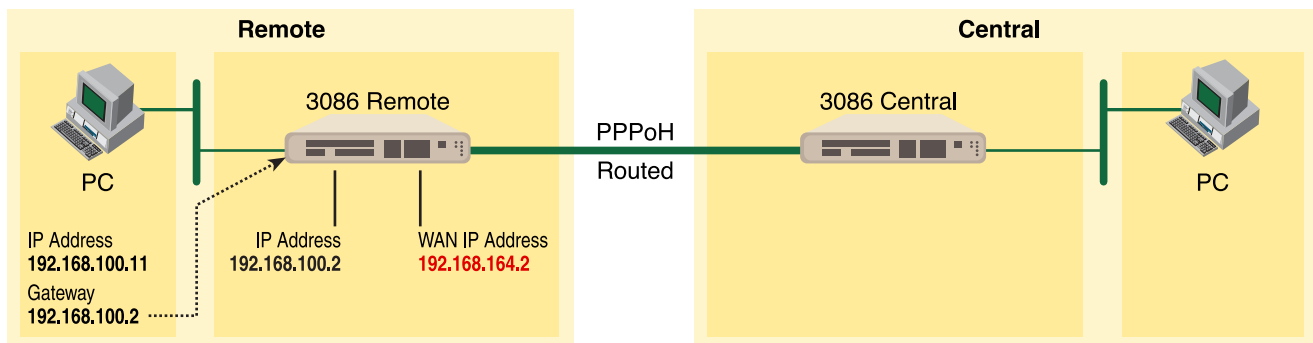 Remote
Central
3086 Remote
3086 Central
PPPoH
Routed
PC
PC
IP Address
192.168.100.11
Gateway
192.168.100.2
IP Address
192.168.100.2
WAN IP Address
192.168.164.2